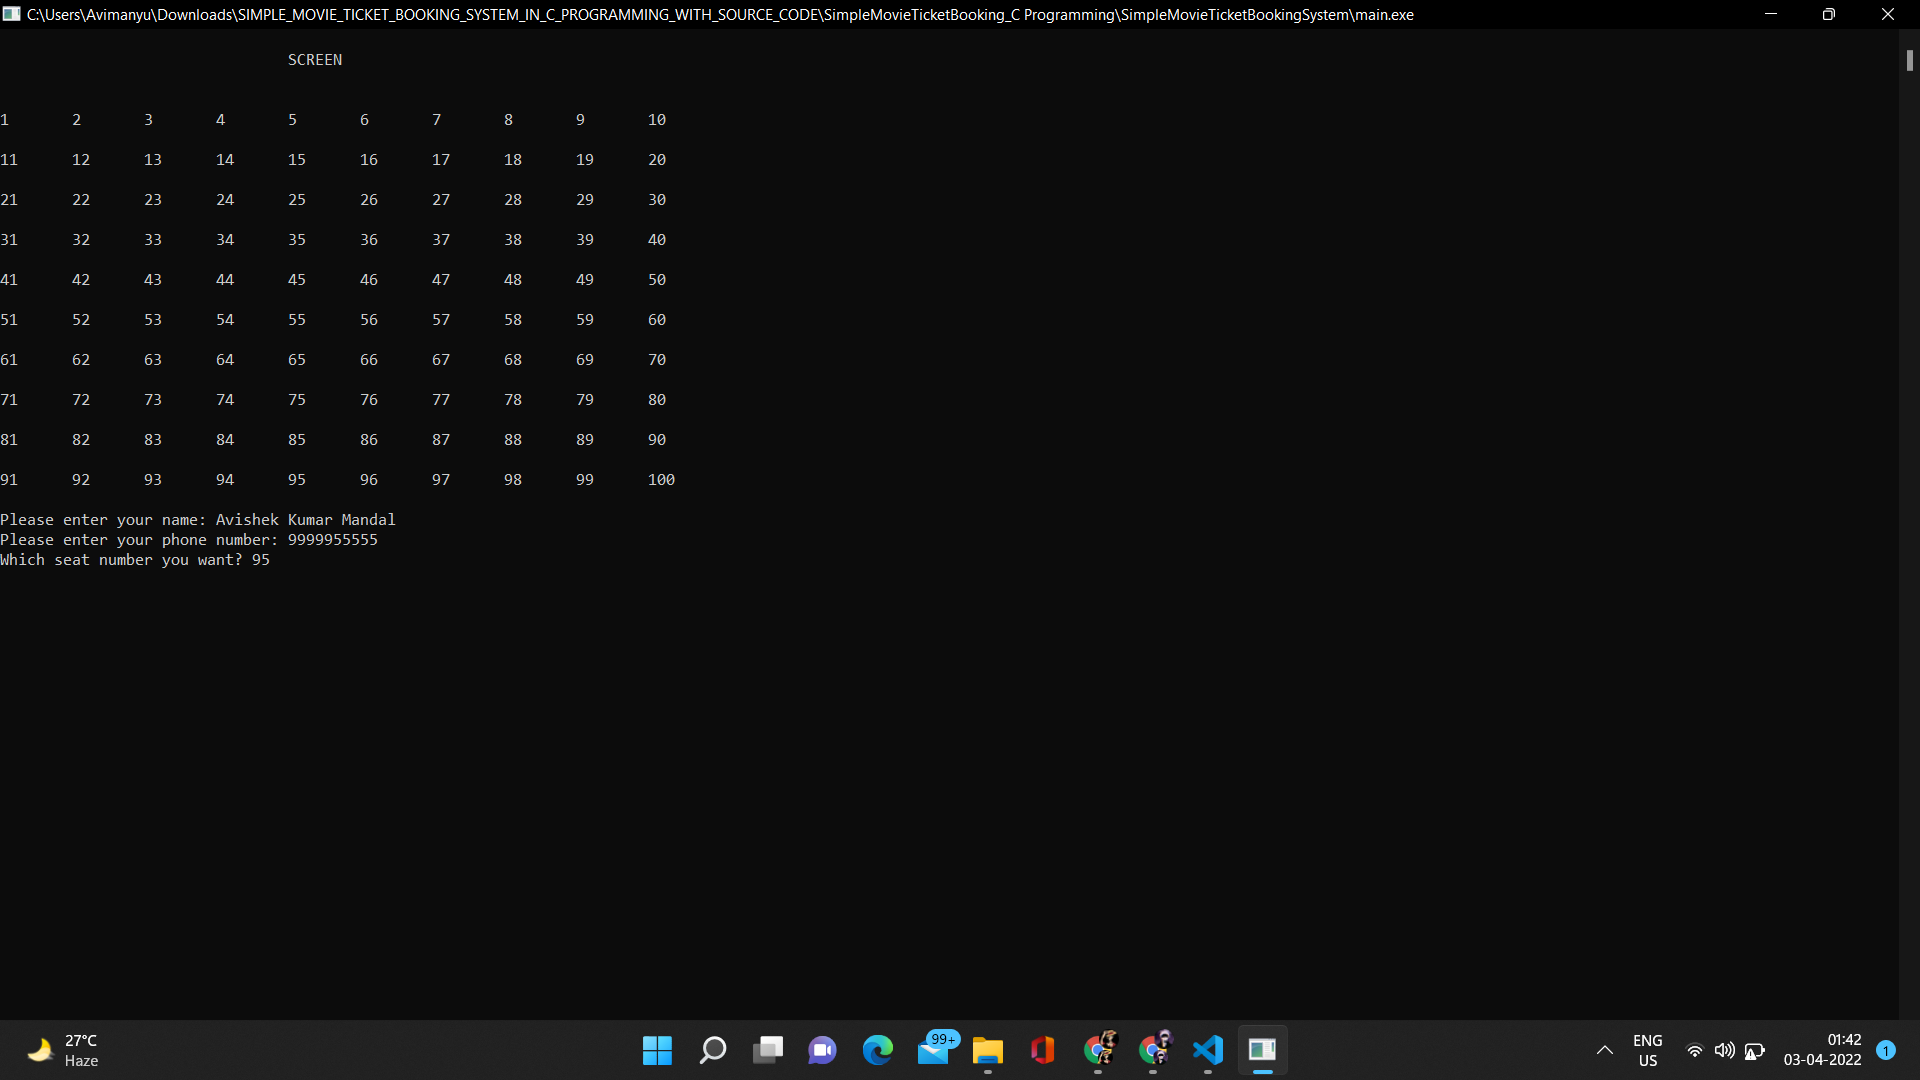 C:\Users\Avimanyu\Downloads\SIMPLE_MOVIE_TICKET_BOOKING_SYSTEM_IN_C_PROGRAMMING_WITH_SOURCE_CODE\SimpleMovieTicketBooking_C Programming\SimpleMovieTicketBookingSystem\main.exe
SCREEN
1 2 3 4 5 6 7 8 9 10
11 12 13 14 15 16 17 18 19 20
21 22 23 24 25 26 27 28 29 30
31 32 33 34 35 36 37 38 39 40
41 42 43 44 45 46 47 48 49 50
51 52 53 54 55 56 57 58 59 60
61 62 63 64 65 66 67 68 69 70
71 72 73 74 75 76 77 78 79 80
81 82 83 84 85 86 87 88 89 90
91 92 93 94 95 96 97 98 99 100
Please enter your name: Avishek Kumar Mandal
Please enter your phone number: 9999955555
Which seat number you want? 95
27°C
Haze
99+
ENG
US
01:42
03-04-2022
1